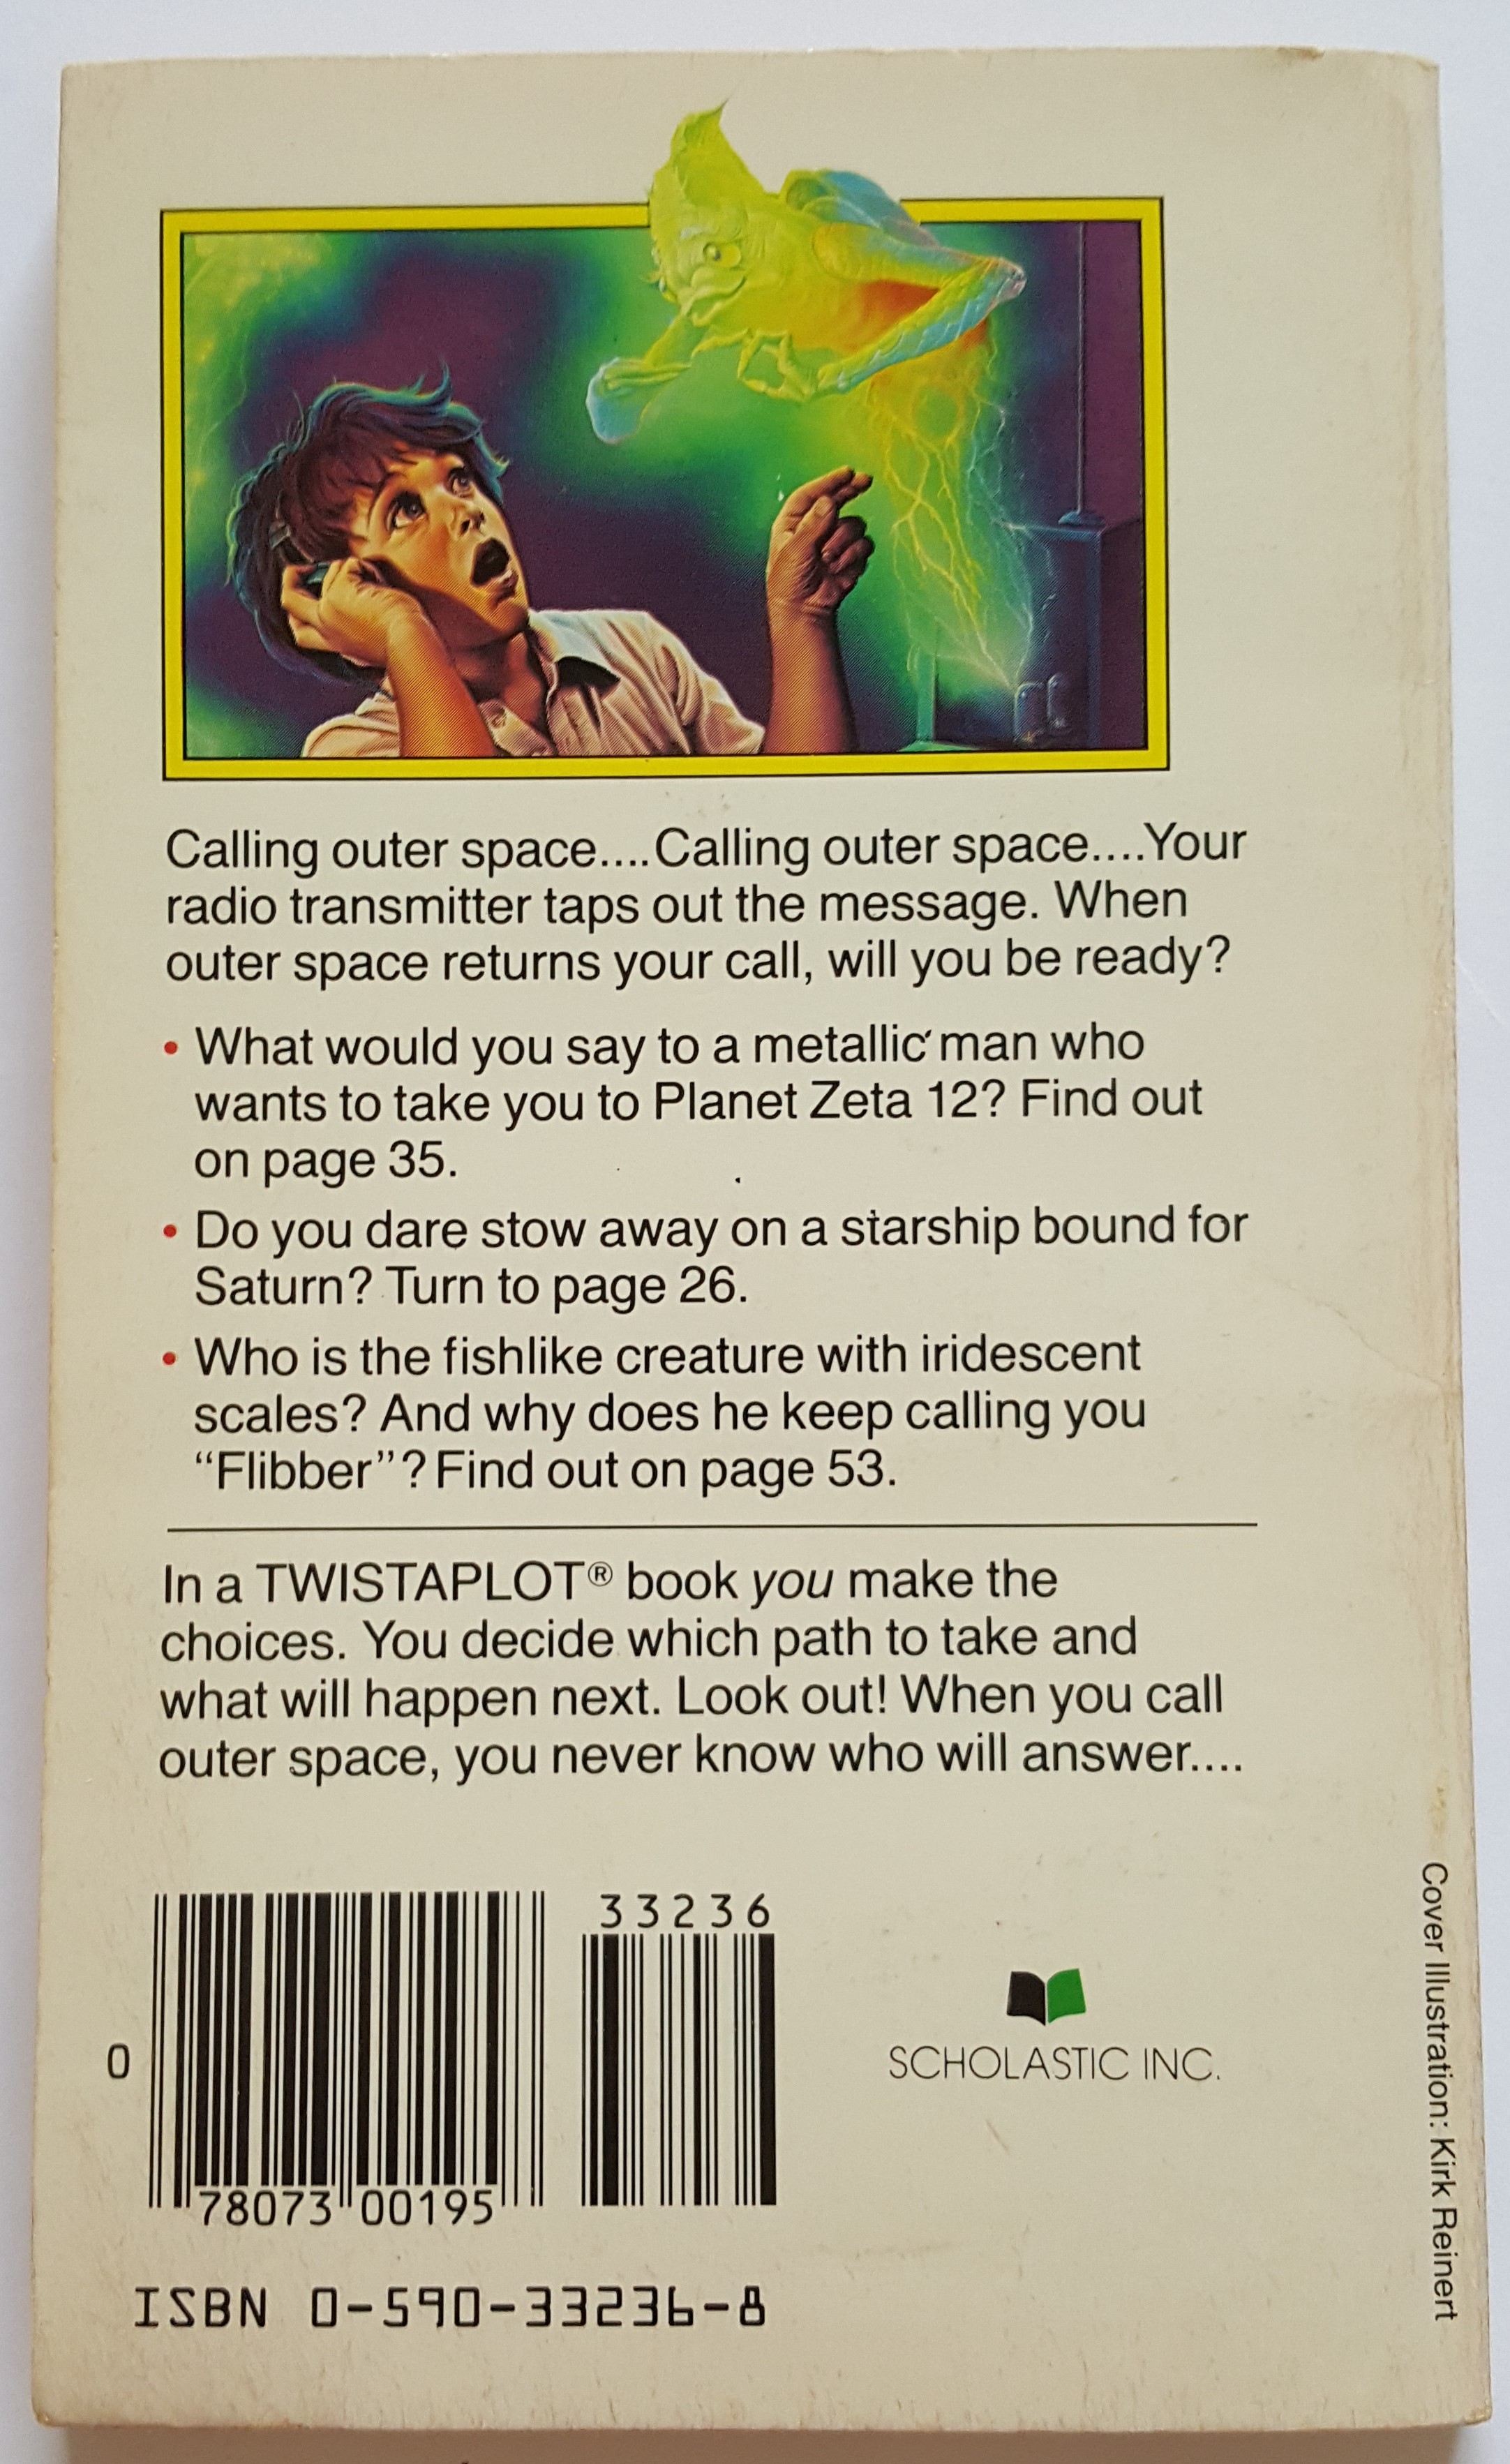 Calling outer space....Calling outer space....Your
radio transmitter taps out the message. When
outer space returns your call, will you be ready?
• What would you say to a metallic man who
wants to take you to Planet Zeta 12? Find out
on page 35.
• Do you dare stow away on a starship bound for
Saturn? Turn to page 26.
• Who is the fishlike creature with iridescent
scales? And why does he keep calling you
“Flibber”? Find out on page 53.
In a TWISTAPLOT® book you make the
choices. You decide which path to take and
what will happen next. Look out! When you call
outer space, you never know who will answer....
33236
0
78073 00195
SCHOLASTIC INC.
ISBN 0-590-33236-8
Cover Illustration: Kirk Reinert